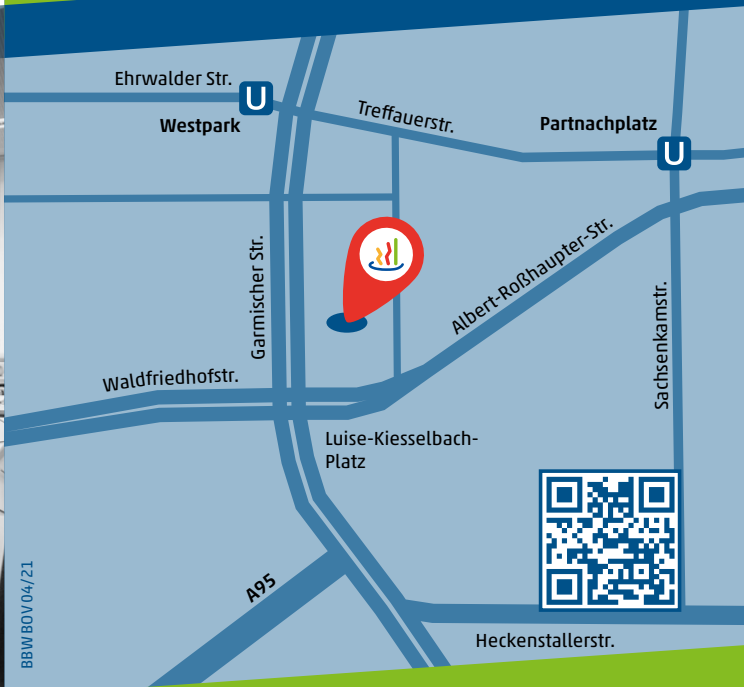 Ehrwalder Str.
U
Westpark
Treffauerstr.
Partnachplatz
U
Garmischer Str.
Albert-Roßhaupter-Str.
Sachsenkamstr.
Waldfriedhofstr.
Luise-Kiesselbach-
Platz
A95
Heckenstallerstr.
BBW BOV 04/21